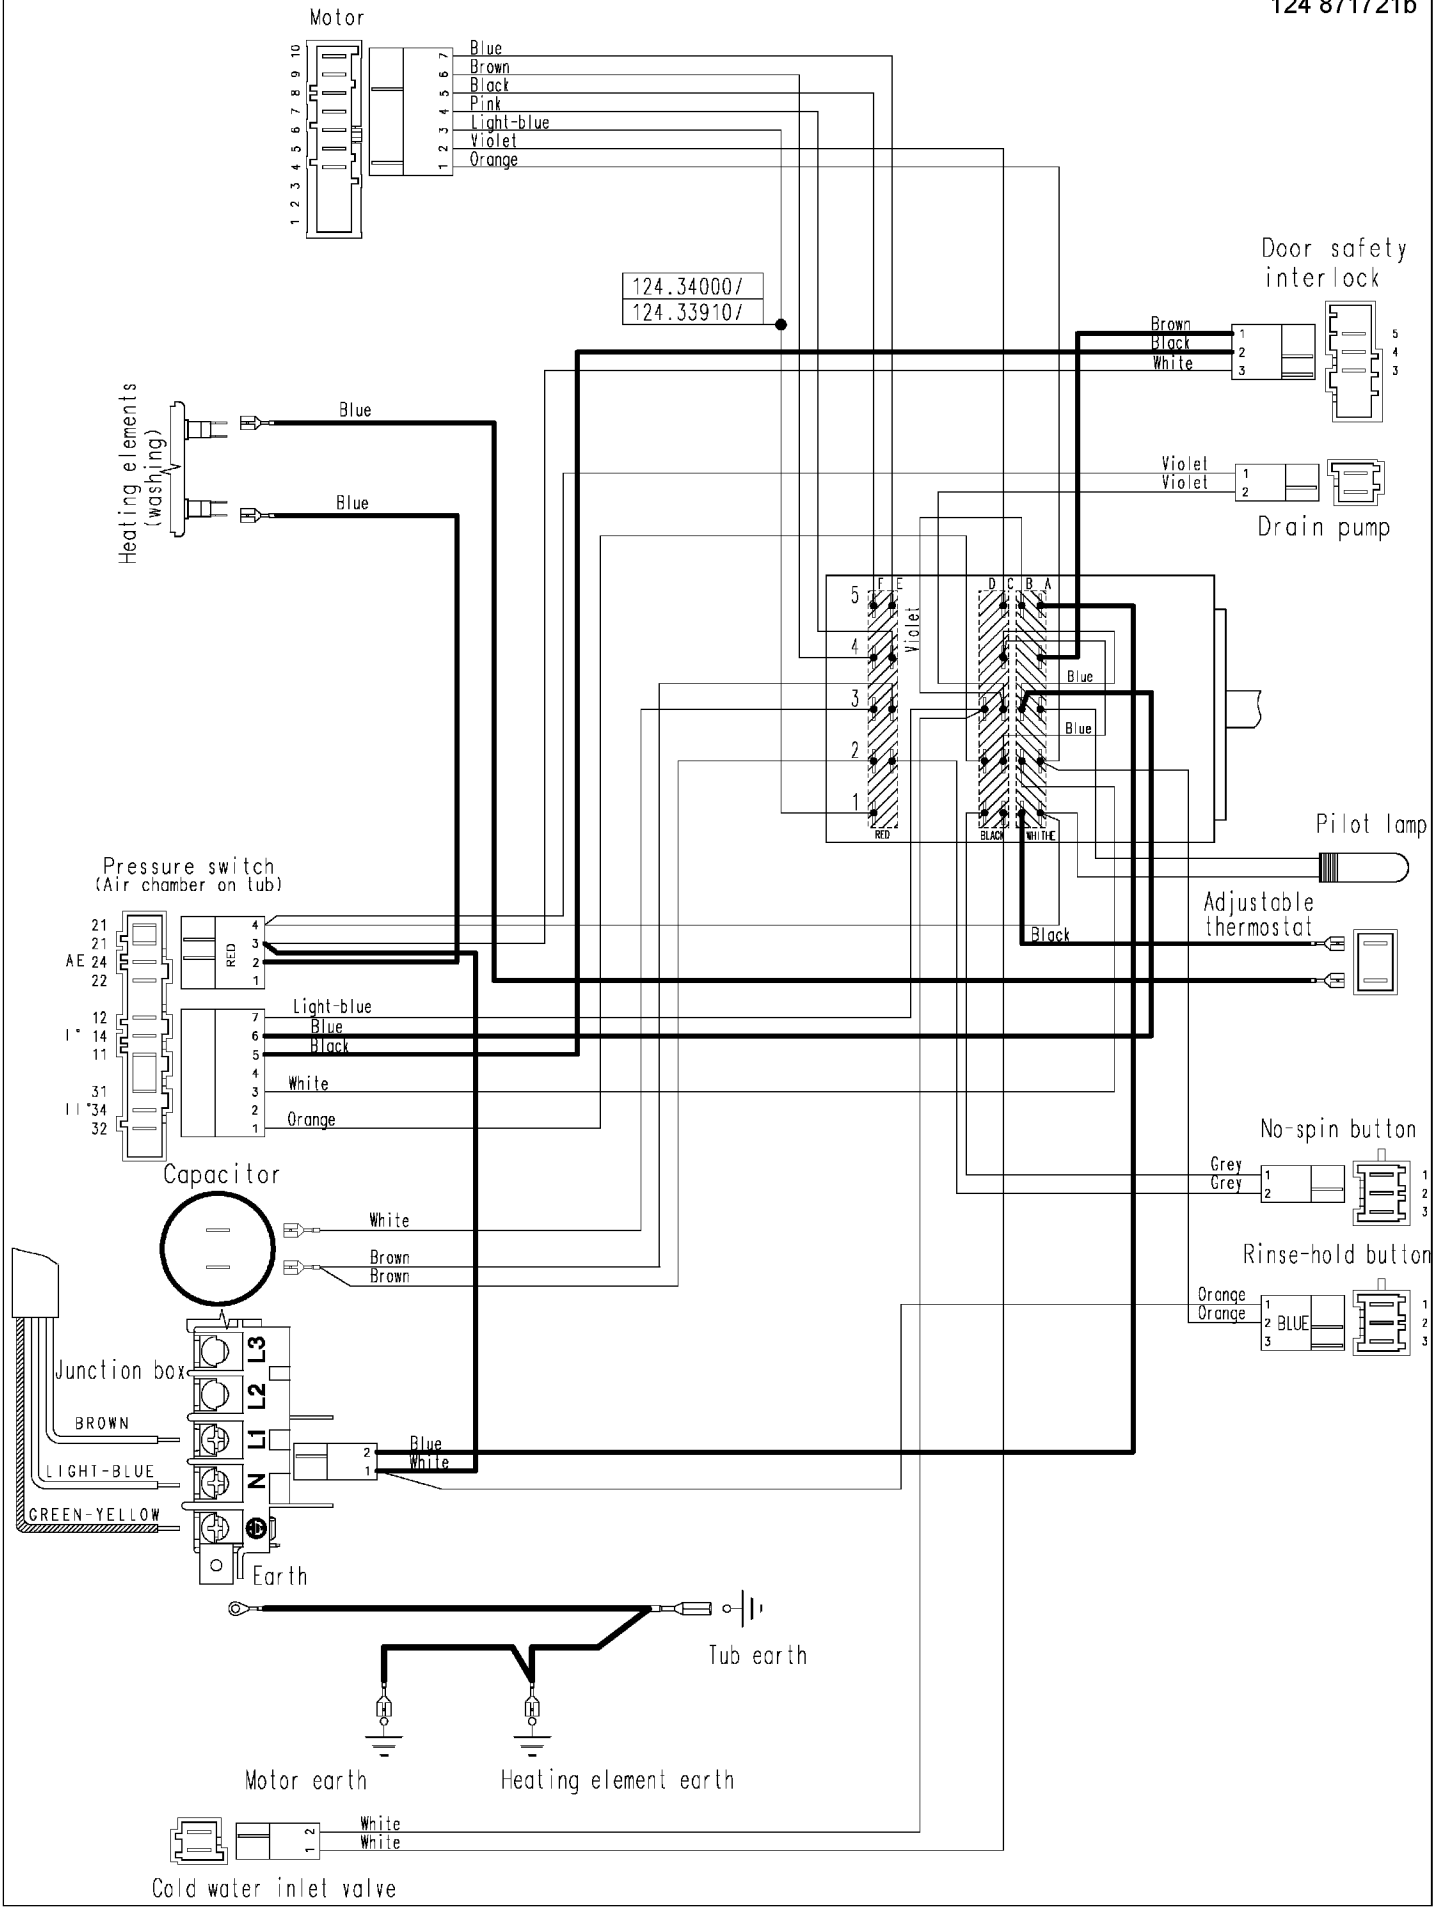 124 871721b
Motor
10
9
8
7
6
5
4
3
2
1
7
6
5
4
3
2
1
Blue
Brown
Black
Pink
Light-blue
Violet
Orange
124.34000/
124.33910/
Door safety
interlock
Brown
Black
White
1
2
3
5
4
3
Heating elements
(washing)
Blue
Blue
Violet
Violet
1
2
Drain pump
F E
D C B A
5
4
3
2
1
Violet
Blue
Blue
RED
BLACK
WHITHE
Pilot lamp
Adjustable
thermostat
Black
Pressure switch
(Air chamber on tub)
21
21
AE 24
22
12
I° 14
11
31
II°34
32
RED
4
3
2
1
7
6
5
4
3
2
1
Light-blue
Blue
Black
White
Orange
No-spin button
Grey
Grey
1
2
1
2
3
Capacitor
White
Brown
Brown
Rinse-hold button
Orange
Orange
1
2
3
BLUE
1
2
3
Junction box
L3
L2
L1
N
BROWN
LIGHT-BLUE
GREEN-YELLOW
2
1
Blue
White
Earth
Tub earth
Motor earth
Heating element earth
2
1
White
White
Cold water inlet valve